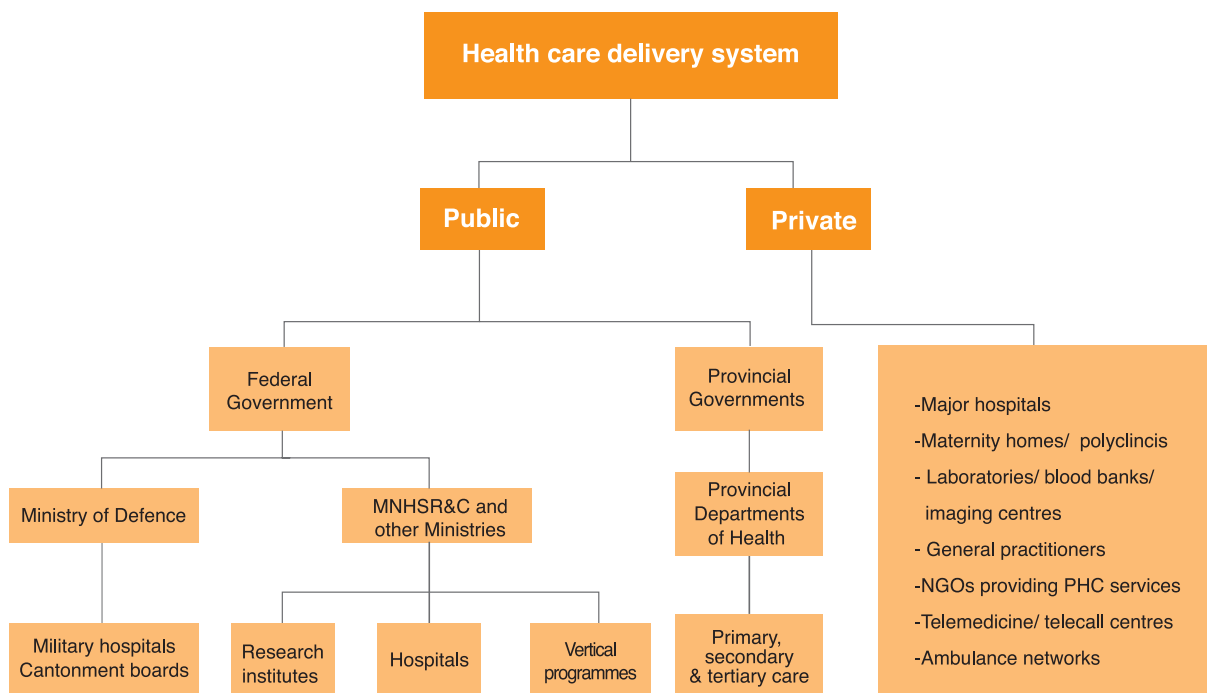 Health care delivery system
Public
Private
Federal
Government
Provincial
Governments
Ministry of Defence
MNHSR&C and
other Ministries
Provincial
Departments
of Health
Military hospitals
Cantonment boards
Research
institutes
Hospitals
Vertical
programmes
Primary,
secondary
& tertiary care
-Major hospitals
-Maternity homes/ polyclincis
- Laboratories/ blood banks/
imaging centres
- General practitioners
-NGOs providing PHC services
-Telemedicine/ telecall centres
-Ambulance networks